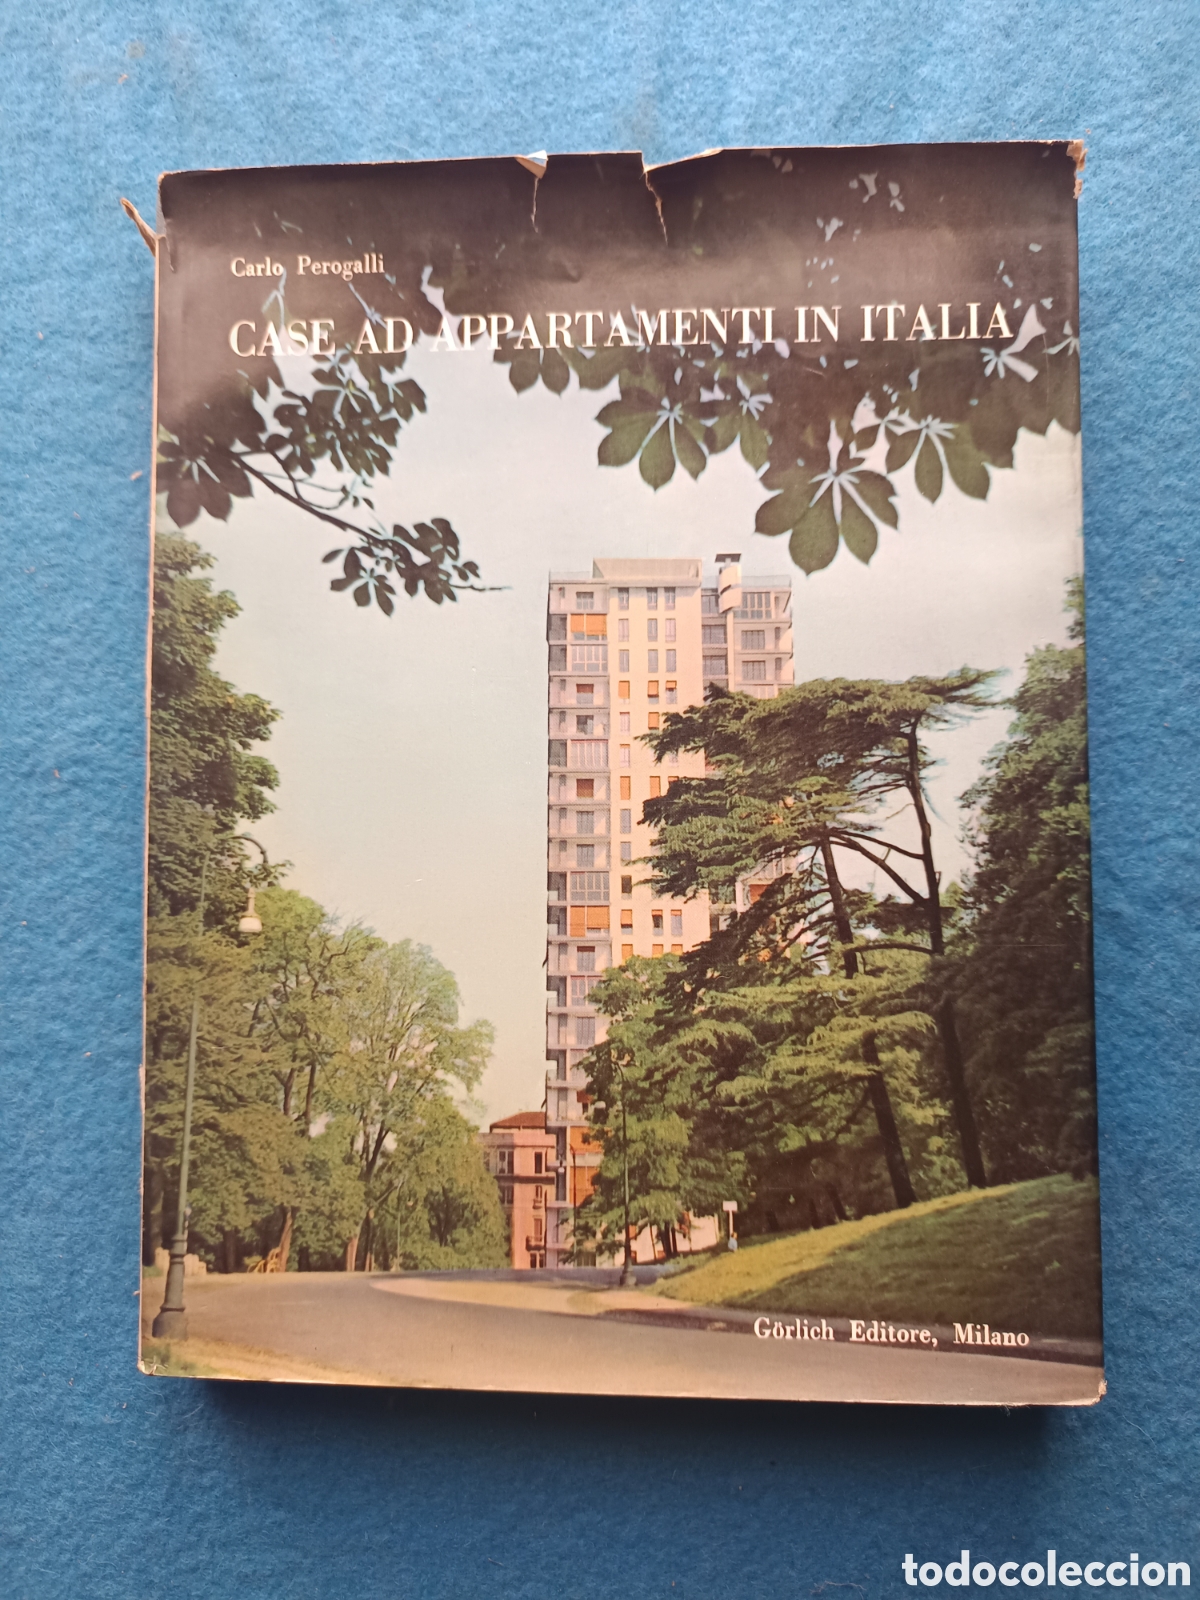 Carlo Perogalli
CASE AD APPARTAMENTI IN ITALIA
Görlich Editore, Milano
todocoleccion